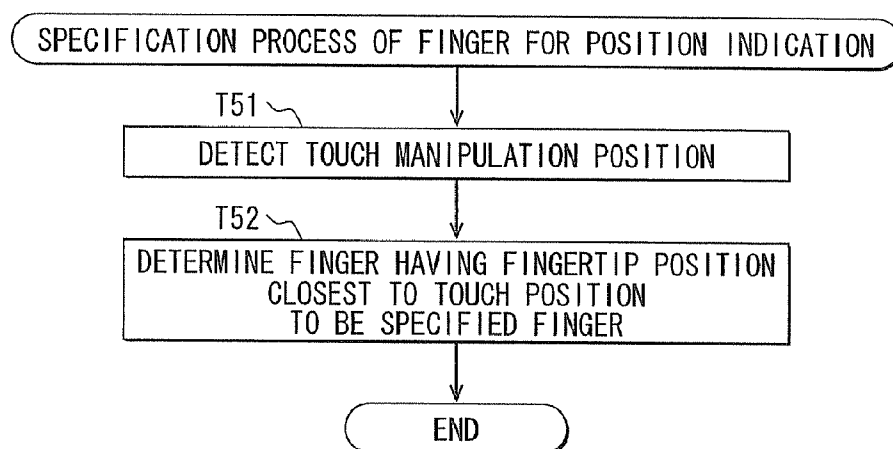 SPECIFICATION PROCESS OF FINGER FOR POSITION INDICATION
T51
DETECT TOUCH MANIPULATION POSITION
T52
DETERMINE FINGER HAVING FINGERTIP POSITION
CLOSEST TO TOUCH POSITION
TO BE SPECIFIED FINGER
END